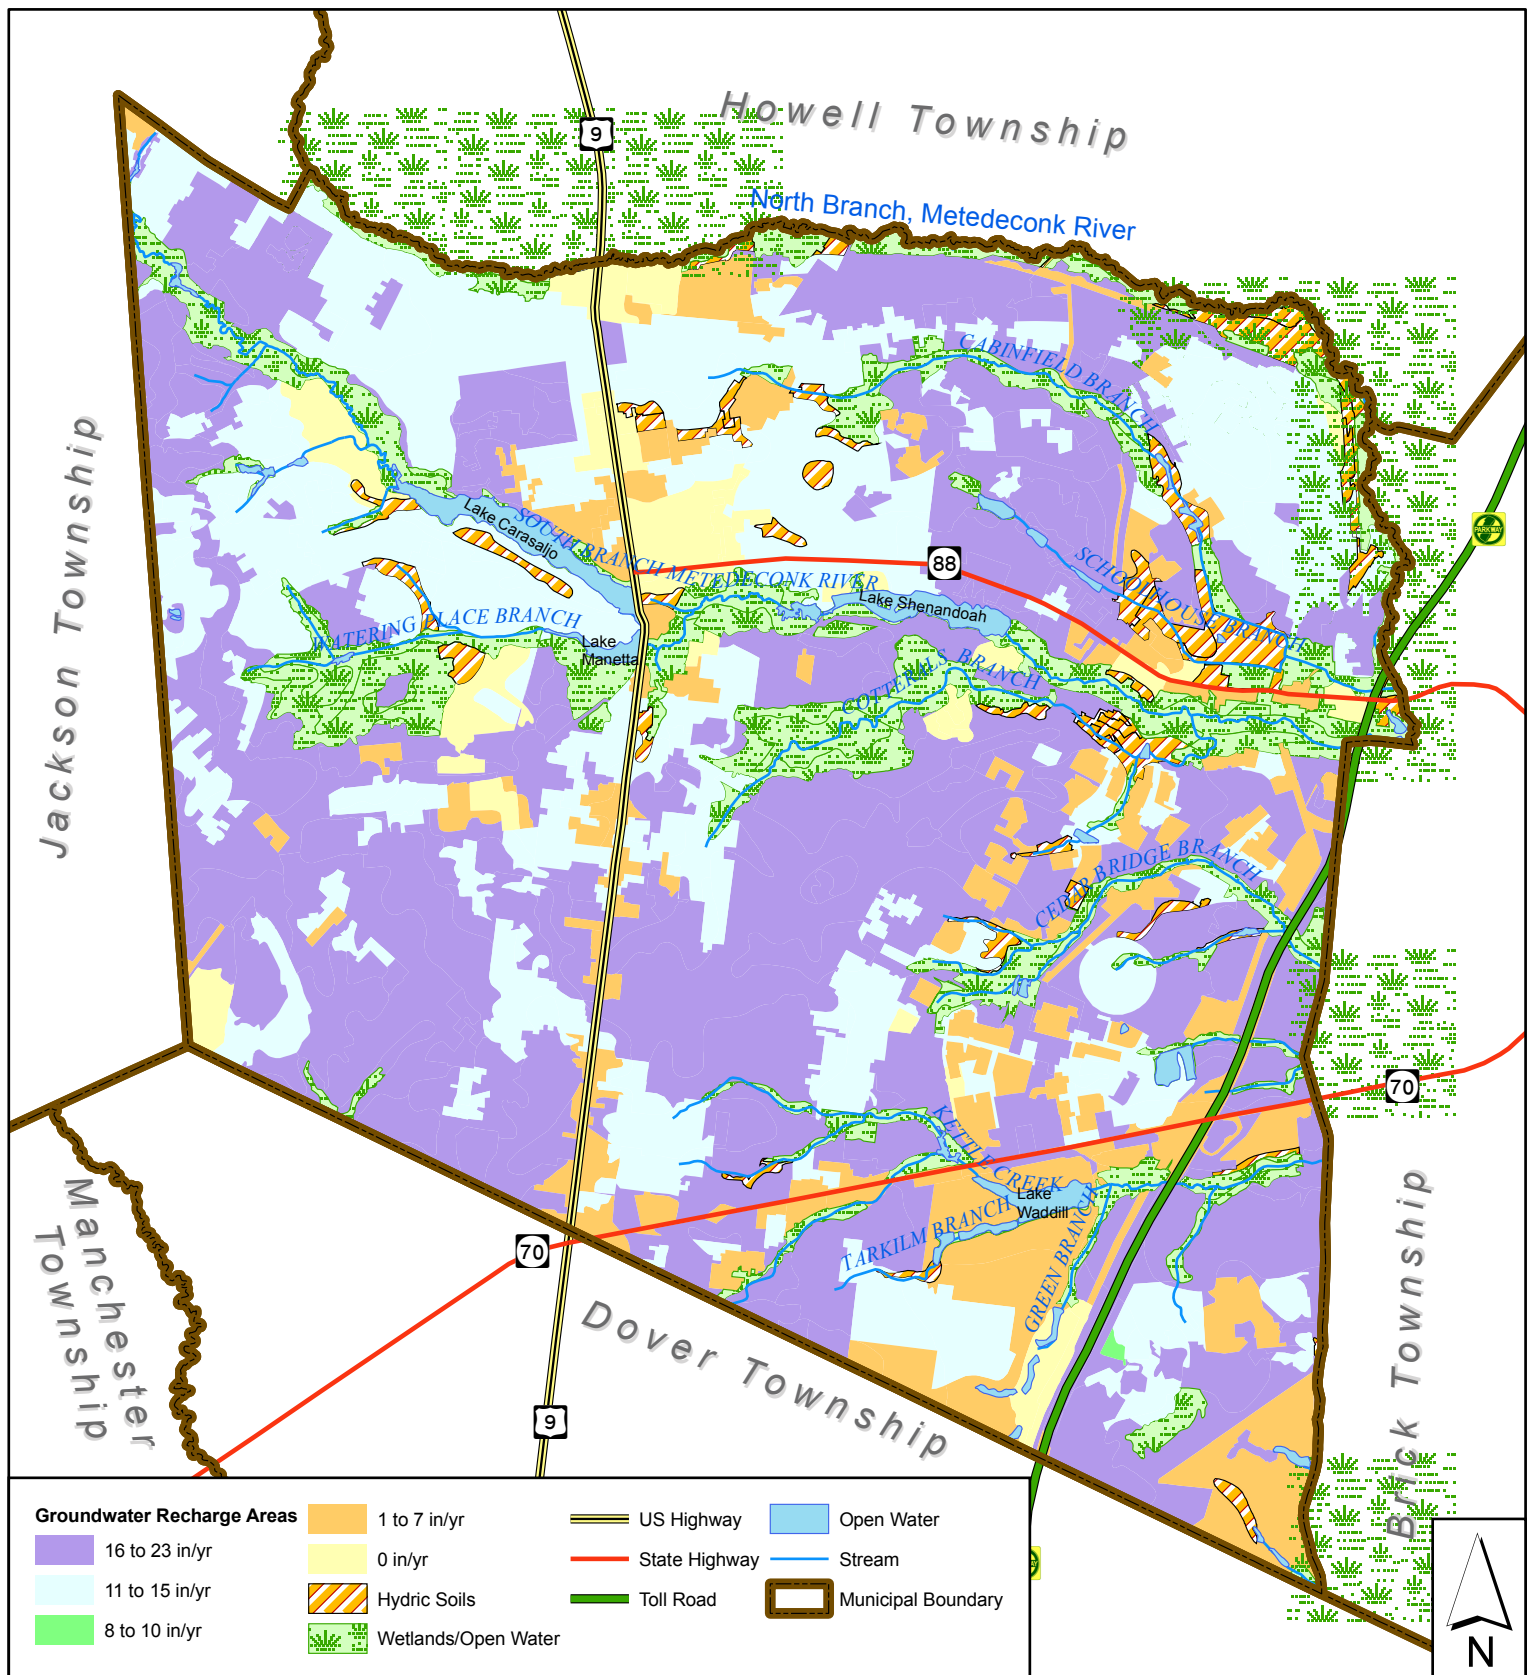 Howell Township
9
North Branch, Metedeconk River
CABINFIELD BRANCH
Jackson Township
PARKWAY
Lake Carasaljo
SOUTH BRANCH METEDECONK RIVER
88
SCHOOLHOUSE BRANCH
Lake Shenandoah
WATERING PLACE BRANCH
Lake
Manetta
COTTERALS BRANCH
CEDAR BRIDGE BRANCH
70
KETTLE CREEK
Lake
Waddill
TARKILM BRANCH
GREEN BRANCH
Manchester
Township
70
Dover Township
Brick Township
9
Groundwater Recharge Areas
16 to 23 in/yr
11 to 15 in/yr
8 to 10 in/yr
1 to 7 in/yr
0 in/yr
Hydric Soils
Wetlands/Open Water
US Highway
State Highway
Toll Road
Open Water
Stream
Municipal Boundary
N